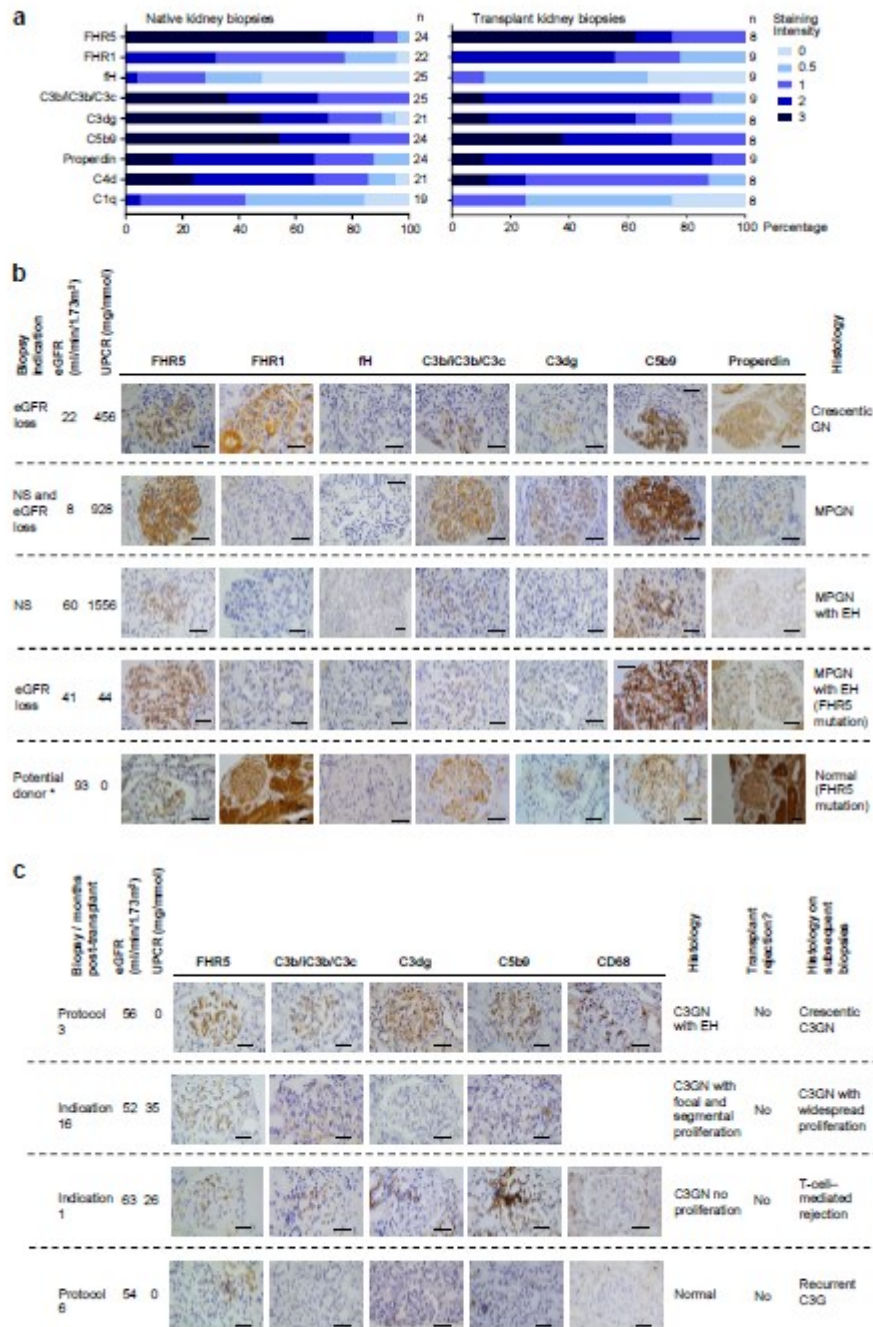 a
Native kidney biopsies n
Transplant kidney biopsies n
Staining Intensity
FHR5 24 8
FHR1 22 9
fH 25 9
C3b/iC3b/C3c 25 9
C3dg 21 8
C5b9 24 8
Properdin 24 9
C4d 21 8
C1q 19 8
0
0.5
1
2
3
0 20 40 60 80 100
0 20 40 60 80 100 Percentage
b
Biopsy indication
eGFR (ml/min/1.73m²)
UPCR (mg/mmol)
FHR5 FHR1 fH C3b/iC3b/C3c C3dg C5b9 Properdin
Histology
eGFR loss 22 456 Crescentic GN
NS and eGFR loss 8 928 MPGN
NS 60 1556 MPGN with EH
eGFR loss 41 44 MPGN with EH (FHR5 mutation)
Potential donor * 93 0 Normal (FHR5 mutation)
c
Biopsy / months post-transplant
eGFR (ml/min/1.73m²)
UPCR (mg/mmol)
FHR5 C3b/iC3b/C3c C3dg C5b9 CD68
Histology
Transplant rejection?
Histology on subsequent biopsies
Protocol 3 56 0 C3GN with EH No Crescentic C3GN
Indication 16 52 35 C3GN with focal and segmental proliferation No C3GN with widespread proliferation
Indication 1 63 26 C3GN no proliferation No T-cell–mediated rejection
Protocol 6 54 0 Normal No Recurrent C3G